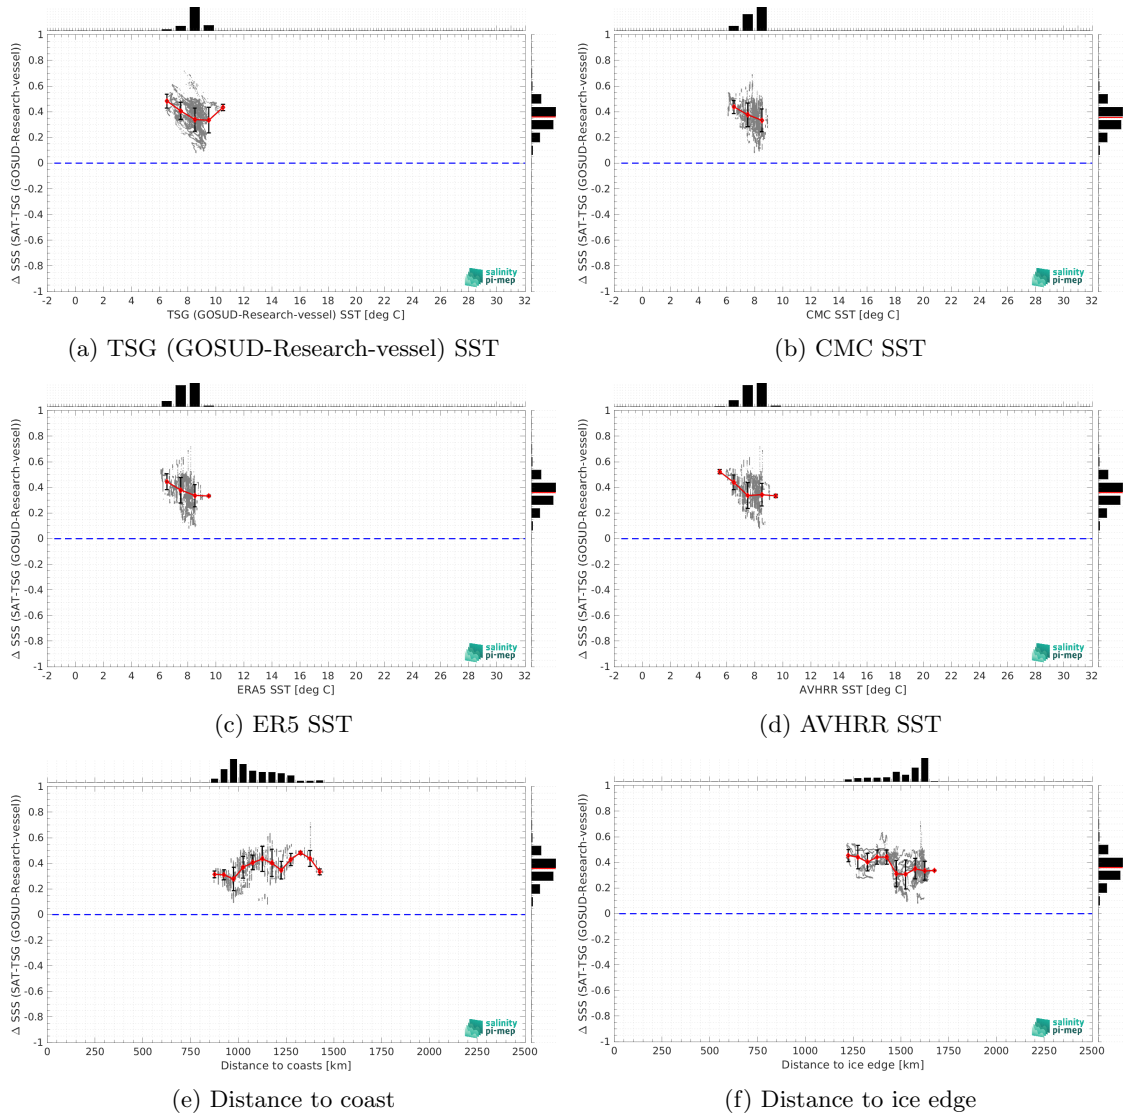 1
0.8
0.6
0.4
0.2
0
-0.2
-0.4
-0.6
-0.8
-1
Δ SSS (SAT-TSG (GOSUD-Research-vessel))
salinity
pi-mep
-2 0 2 4 6 8 10 12 14 16 18 20 22 24 26 28 30 32
TSG (GOSUD-Research-vessel) SST [deg C]
(a) TSG (GOSUD-Research-vessel) SST
1
0.8
0.6
0.4
0.2
0
-0.2
-0.4
-0.6
-0.8
-1
Δ SSS (SAT-TSG (GOSUD-Research-vessel))
salinity
pi-mep
-2 0 2 4 6 8 10 12 14 16 18 20 22 24 26 28 30 32
CMC SST [deg C]
(b) CMC SST
1
0.8
0.6
0.4
0.2
0
-0.2
-0.4
-0.6
-0.8
-1
Δ SSS (SAT-TSG (GOSUD-Research-vessel))
salinity
pi-mep
-2 0 2 4 6 8 10 12 14 16 18 20 22 24 26 28 30 32
ERA5 SST [deg C]
(c) ER5 SST
1
0.8
0.6
0.4
0.2
0
-0.2
-0.4
-0.6
-0.8
-1
Δ SSS (SAT-TSG (GOSUD-Research-vessel))
salinity
pi-mep
-2 0 2 4 6 8 10 12 14 16 18 20 22 24 26 28 30 32
AVHRR SST [deg C]
(d) AVHRR SST
1
0.8
0.6
0.4
0.2
0
-0.2
-0.4
-0.6
-0.8
-1
Δ SSS (SAT-TSG (GOSUD-Research-vessel))
salinity
pi-mep
0 250 500 750 1000 1250 1500 1750 2000 2250 2500
Distance to coasts [km]
(e) Distance to coast
1
0.8
0.6
0.4
0.2
0
-0.2
-0.4
-0.6
-0.8
-1
Δ SSS (SAT-TSG (GOSUD-Research-vessel))
salinity
pi-mep
0 250 500 750 1000 1250 1500 1750 2000 2250 2500
Distance to ice edge [km]
(f) Distance to ice edge